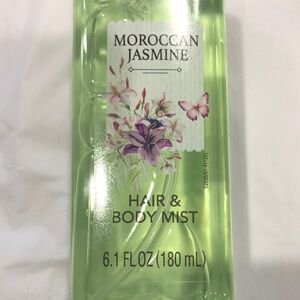 MOROCCAN
JASMINE
HAIR &
BODY MIST
6.1 FL OZ (180 mL)